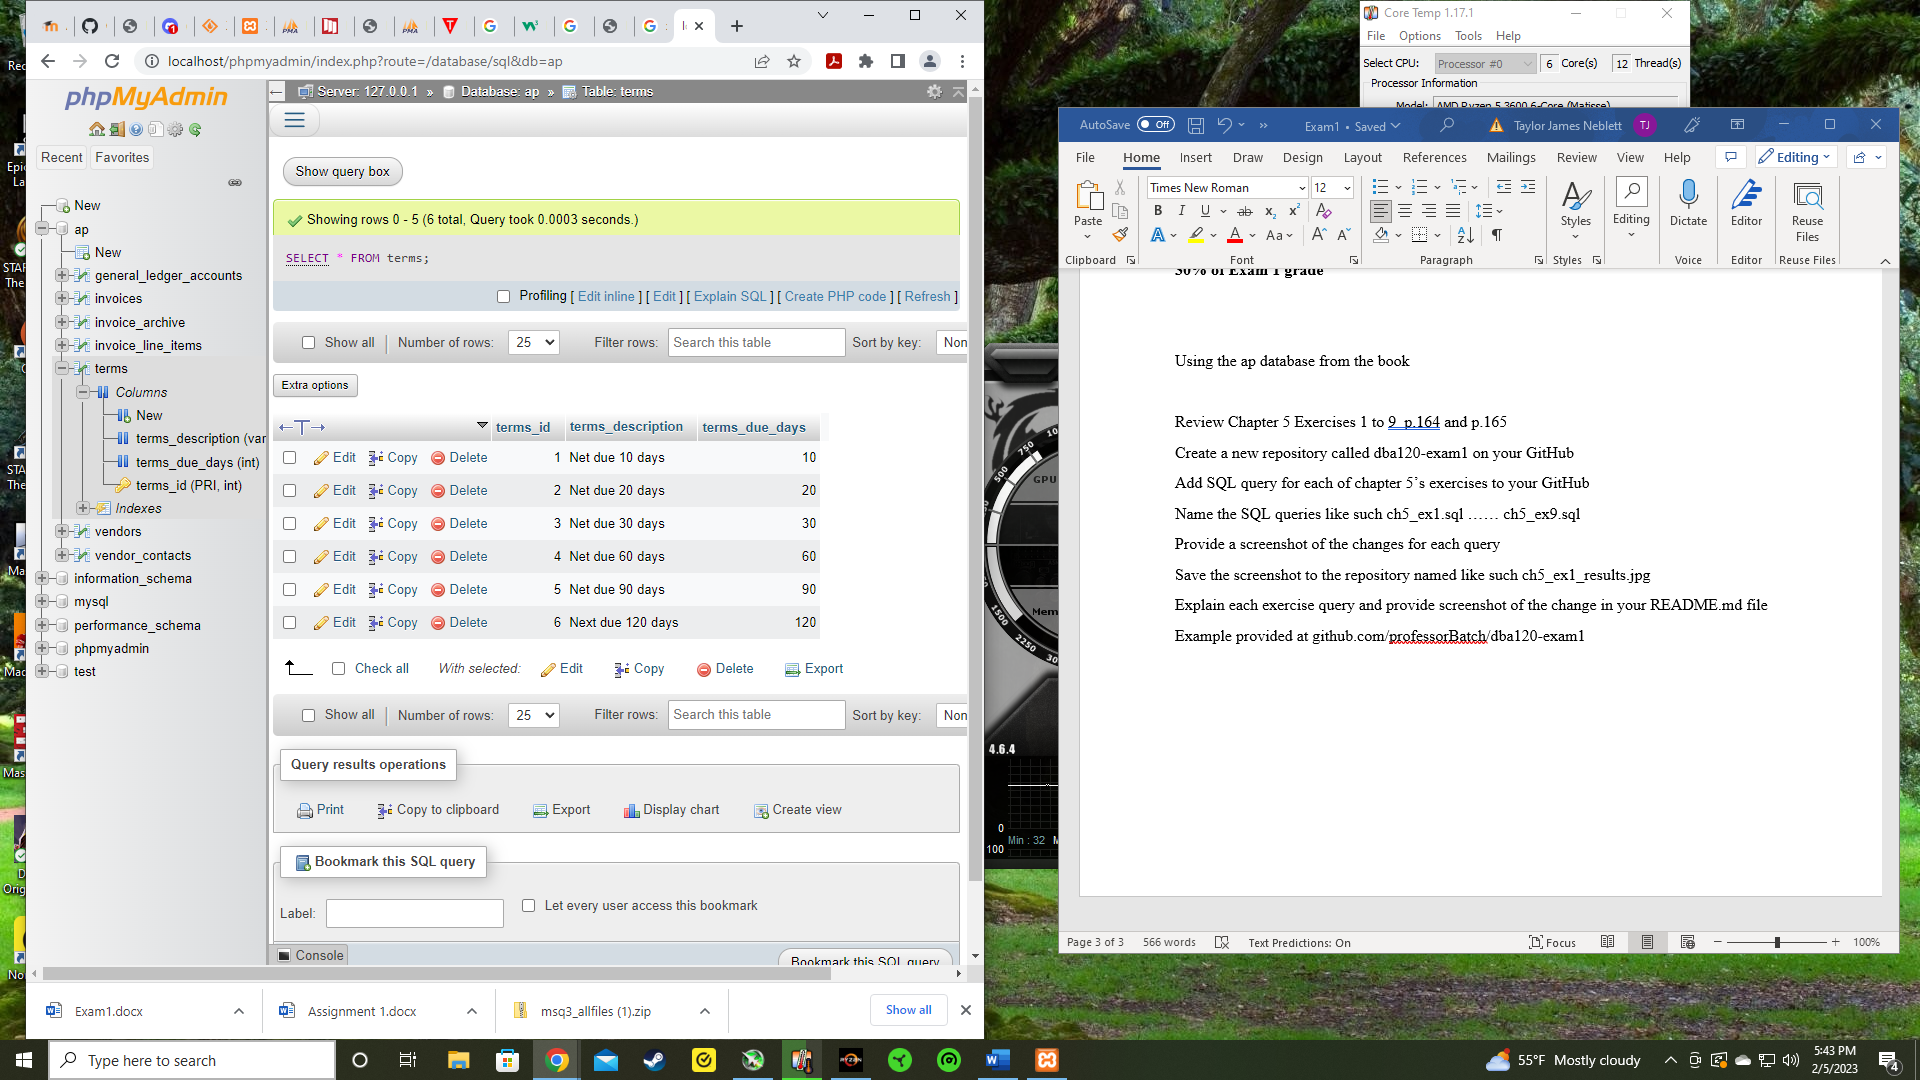 localhost/phpmyadmin/index.php?route=/database/sql&db=ap
phpMyAdmin
Recent
Favorites
New
ap
New
general_ledger_accounts
invoices
invoice_archive
invoice_line_items
terms
Columns
New
terms_description (var
terms_due_days (int)
terms_id (PRI, int)
Indexes
vendors
vendor_contacts
information_schema
mysql
performance_schema
phpmyadmin
test
Server: 127.0.0.1 » Database: ap » Table: terms
Show query box
Showing rows 0 - 5 (6 total, Query took 0.0003 seconds.)
SELECT * FROM terms;
Profiling [ Edit inline ] [ Edit ] [ Explain SQL ] [ Create PHP code ] [ Refresh ]
Show all | Number of rows: 25 Filter rows: Search this table Sort by key: Non
Extra options
terms_id terms_description terms_due_days
Edit Copy Delete 1 Net due 10 days 10
Edit Copy Delete 2 Net due 20 days 20
Edit Copy Delete 3 Net due 30 days 30
Edit Copy Delete 4 Net due 60 days 60
Edit Copy Delete 5 Net due 90 days 90
Edit Copy Delete 6 Next due 120 days 120
Check all With selected: Edit Copy Delete Export
Show all | Number of rows: 25 Filter rows: Search this table Sort by key: Non
Query results operations
Print Copy to clipboard Export Display chart Create view
Bookmark this SQL query
Label: Let every user access this bookmark
Console
Bookmark this SQL query
Exam1.docx
Assignment 1.docx
msq3_allfiles (1).zip
Show all
Core Temp 1.17.1
File Options Tools Help
Select CPU: Processor #0 6 Core(s) 12 Thread(s)
Processor Information
Model: AMD Ryzen 5 3600 6-Core (Matisse)
AutoSave Off Exam1 • Saved Taylor James Neblett TJ
File Home Insert Draw Design Layout References Mailings Review View Help Editing
Paste Times New Roman 12 Styles Editing Dictate Editor Reuse Files
Clipboard Font Paragraph Styles Voice Editor Reuse Files
30% of Exam 1 grade
Using the ap database from the book
Review Chapter 5 Exercises 1 to 9 p.164 and p.165
Create a new repository called dba120-exam1 on your GitHub
Add SQL query for each of chapter 5’s exercises to your GitHub
Name the SQL queries like such ch5_ex1.sql …… ch5_ex9.sql
Provide a screenshot of the changes for each query
Save the screenshot to the repository named like such ch5_ex1_results.jpg
Explain each exercise query and provide screenshot of the change in your README.md file
Example provided at github.com/professorBatch/dba120-exam1
Page 3 of 3 566 words Text Predictions: On Focus 100%
GPU
Mem
4.6.4
0
Min : 32
100
Type here to search
55°F Mostly cloudy
5:43 PM
2/5/2023
4